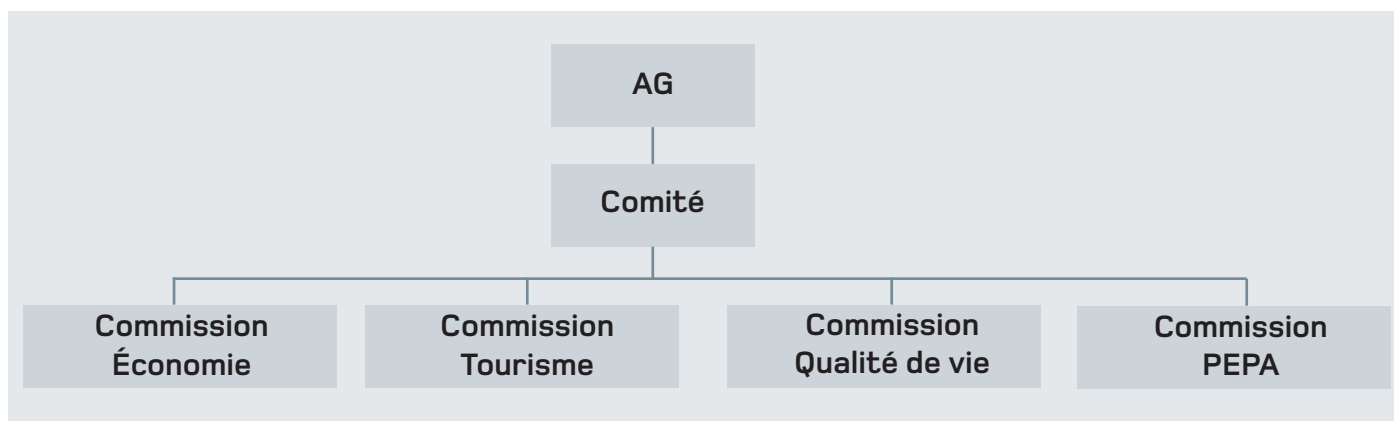 AG
Comité
Commission
Économie
Commission
Tourisme
Commission
Qualité de vie
Commission
PEPA